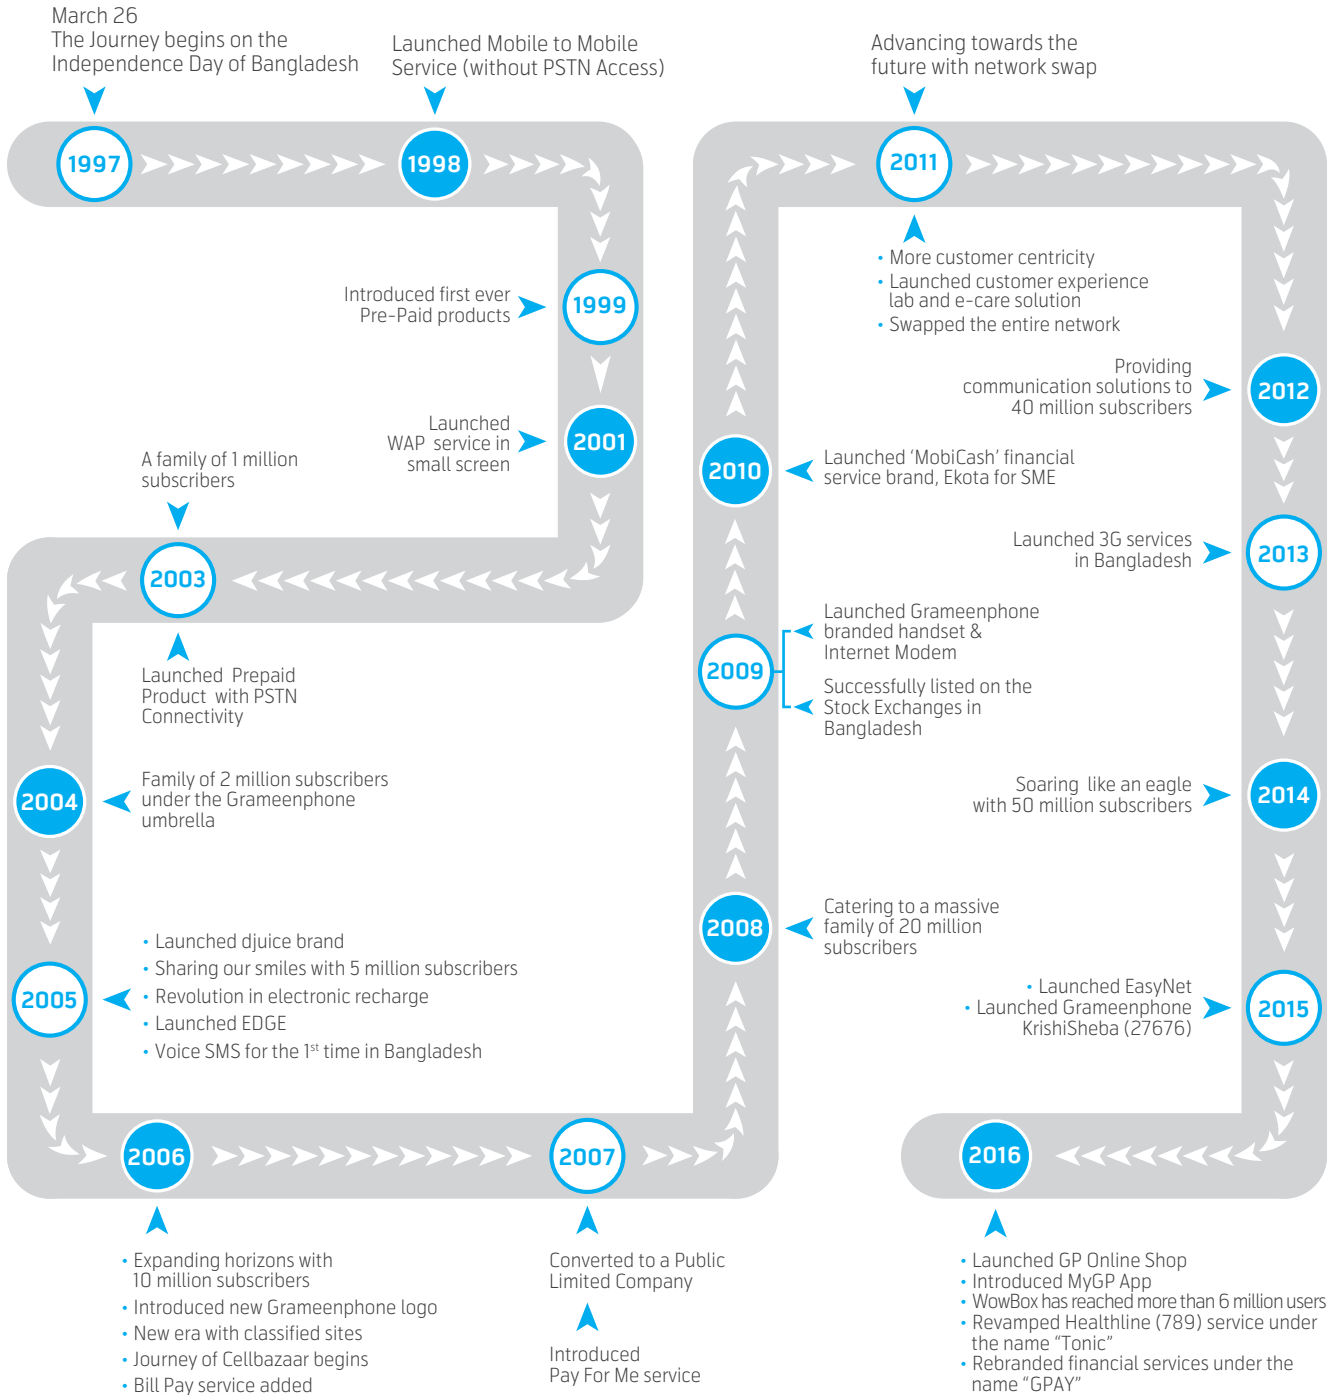 March 26
The Journey begins on the
Independence Day of Bangladesh
1997
Launched Mobile to Mobile
Service (without PSTN Access)
1998
Introduced first ever
Pre-Paid products
1999
Launched
WAP service in
small screen
2001
A family of 1 million
subscribers
2003
Launched Prepaid
Product with PSTN
Connectivity
2004
Family of 2 million subscribers
under the Grameenphone
umbrella
2005
• Launched djuice brand
• Sharing our smiles with 5 million subscribers
• Revolution in electronic recharge
• Launched EDGE
• Voice SMS for the 1st time in Bangladesh
2006
• Expanding horizons with
10 million subscribers
• Introduced new Grameenphone logo
• New era with classified sites
• Journey of Cellbazaar begins
• Bill Pay service added
2007
Converted to a Public
Limited Company
Introduced
Pay For Me service
2008
Catering to a massive
family of 20 million
subscribers
2009
Launched Grameenphone
branded handset &
Internet Modem
Successfully listed on the
Stock Exchanges in
Bangladesh
2010
Launched ‘MobiCash’ financial
service brand, Ekota for SME
Advancing towards the
future with network swap
2011
• More customer centricity
• Launched customer experience
lab and e-care solution
• Swapped the entire network
Providing
communication solutions to
40 million subscribers
2012
Launched 3G services
in Bangladesh
2013
Soaring like an eagle
with 50 million subscribers
2014
• Launched EasyNet
• Launched Grameenphone
KrishiSheba (27676)
2015
2016
• Launched GP Online Shop
• Introduced MyGP App
• WowBox has reached more than 6 million users
• Revamped Healthline (789) service under
the name “Tonic”
• Rebranded financial services under the
name “GPAY”